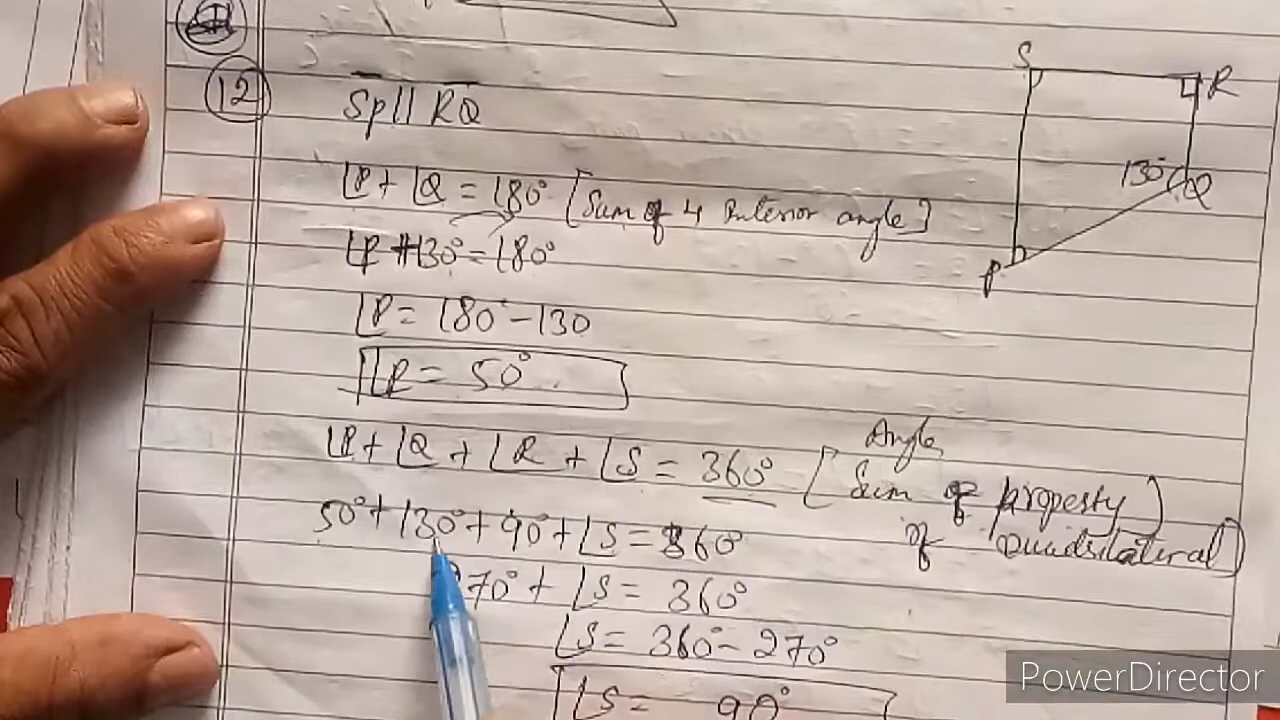 12
SP || RQ
∠P + ∠Q = 180° [Sum of 4 Interior angle]
∠P + 130° = 180°
∠P = 180° - 130
∠P = 50°
∠P + ∠Q + ∠R + ∠S = 360° [Angle Sum of property of quadrilateral]
50° + 130° + 90° + ∠S = 360°
270° + ∠S = 360°
∠S = 360° - 270°
∠S = 90°
S
R
130°
Q
P
PowerDirector